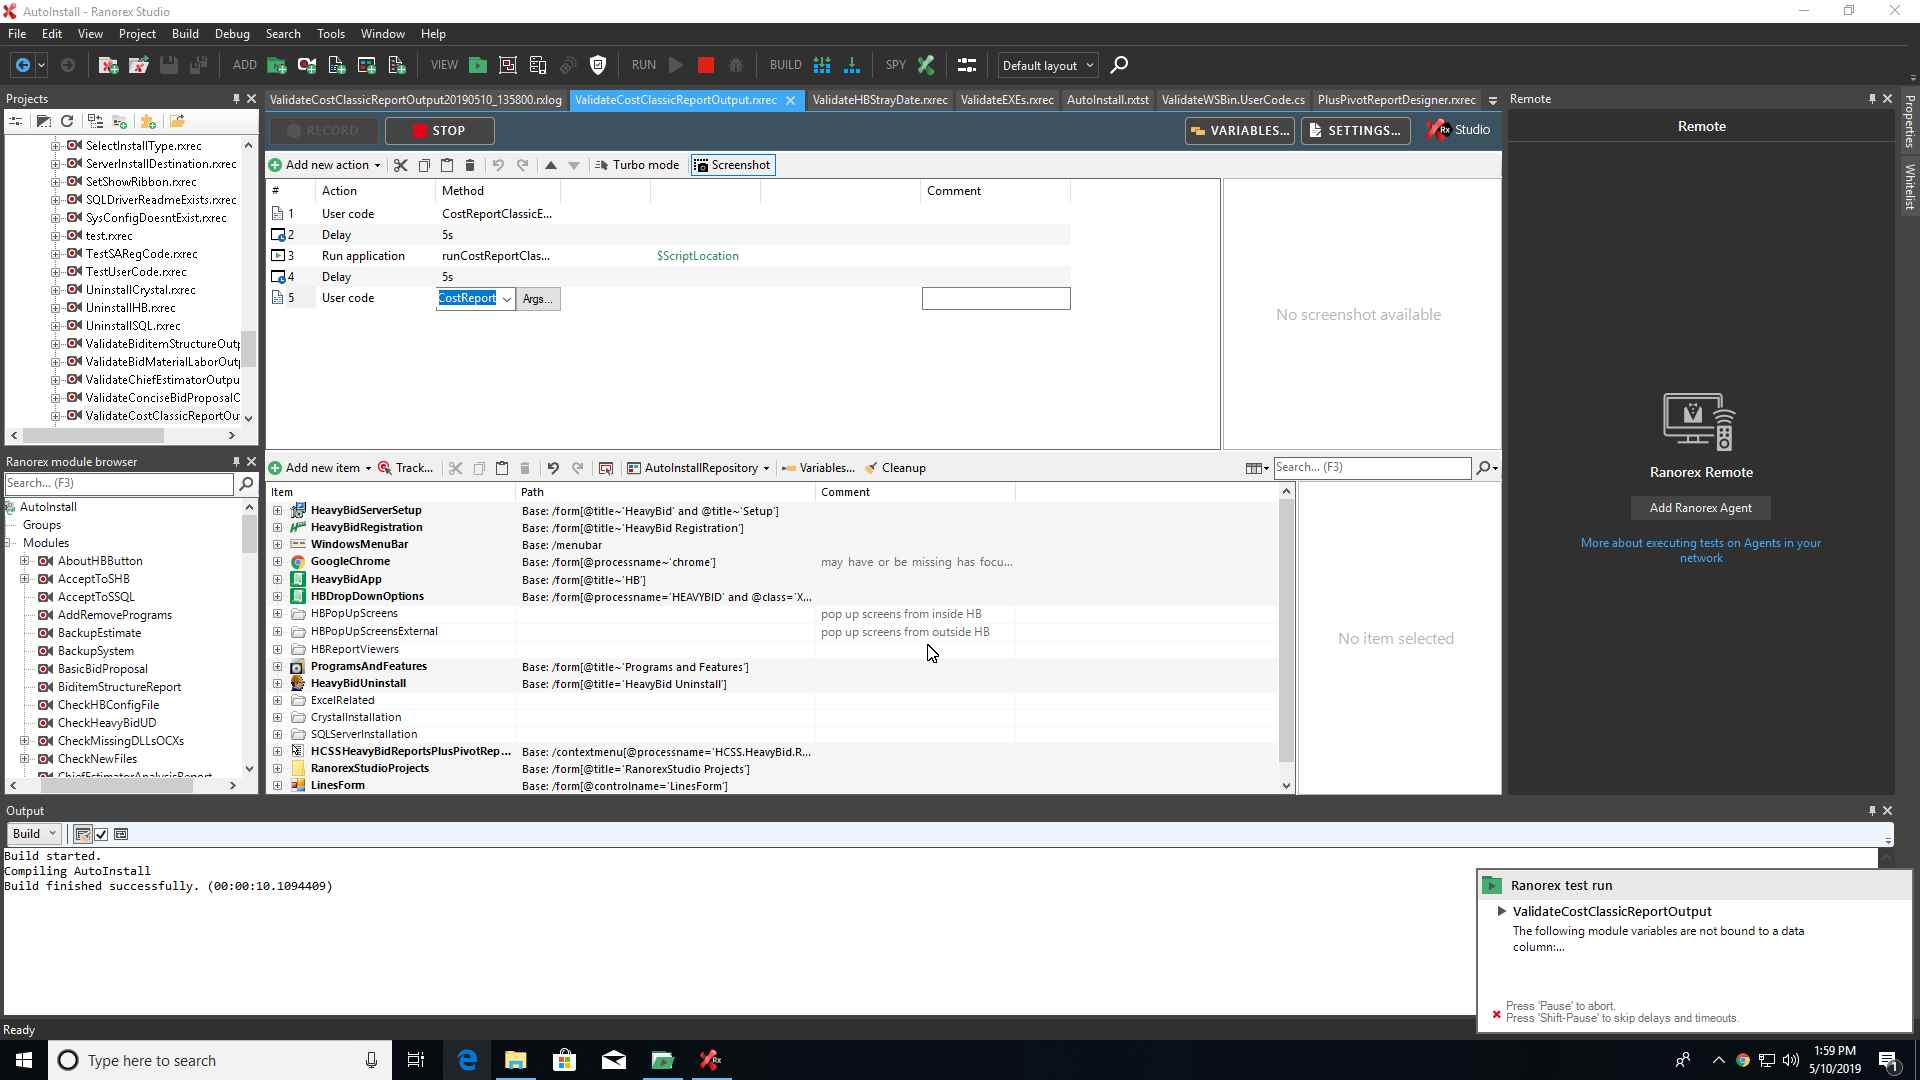 AutoInstall - Ranorex Studio
File Edit View Project Build Debug Search Tools Window Help
ADD VIEW RUN BUILD SPY Default layout
Projects
SelectInstallType.rxrec
ServerInstallDestination.rxrec
SetShowRibbon.rxrec
SQLDriverReadmeExists.rxrec
SysConfigDoesntExist.rxrec
test.rxrec
TestSARegCode.rxrec
TestUserCode.rxrec
UninstallCrystal.rxrec
UninstallHB.rxrec
UninstallSQL.rxrec
ValidateBiditemStructureOutp
ValidateBidMaterialLaborOutp
ValidateChiefEstimatorOutpu
ValidateConciseBidProposalC
ValidateCostClassicReportOu
Ranorex module browser
Search... (F3)
AutoInstall
Groups
Modules
AboutHBButton
AcceptToSHB
AcceptToSSQL
AddRemovePrograms
BackupEstimate
BackupSystem
BasicBidProposal
BiditemStructureReport
CheckHBConfigFile
CheckHeavyBidUD
CheckMissingDLLsOCXs
CheckNewFiles
ChiefEstimatorAnalysisReport
ValidateCostClassicReportOutput20190510_135800.rxlog ValidateCostClassicReportOutput.rxrec ValidateHBStrayDate.rxrec ValidateEXEs.rxrec AutoInstall.rxtst ValidateWSBin.UserCode.cs PlusPivotReportDesigner.rxrec
RECORD STOP VARIABLES... SETTINGS... Rx Studio
Add new action Turbo mode Screenshot
# Action Method Comment
1 User code CostReportClassicE...
2 Delay 5s
3 Run application runCostReportClas... $ScriptLocation
4 Delay 5s
5 User code CostReport Args...
No screenshot available
Add new item Track... AutoInstallRepository Variables... Cleanup Search... (F3)
Item Path Comment
HeavyBidServerSetup Base: /form[@title~'HeavyBid' and @title~'Setup']
HeavyBidRegistration Base: /form[@title~'HeavyBid Registration']
WindowsMenuBar Base: /menubar
GoogleChrome Base: /form[@processname~'chrome'] may have or be missing has focu...
HeavyBidApp Base: /form[@title~'HB']
HBDropDownOptions Base: /form[@processname='HEAVYBID' and @class='X...
HBPopUpScreens pop up screens from inside HB
HBPopUpScreensExternal pop up screens from outside HB
HBReportViewers
ProgramsAndFeatures Base: /form[@title~'Programs and Features']
HeavyBidUninstall Base: /form[@title='HeavyBid Uninstall']
ExcelRelated
CrystalInstallation
SQLServerInstallation
HCSSHeavyBidReportsPlusPivotRep... Base: /contextmenu[@processname='HCSS.HeavyBid.R...
RanorexStudioProjects Base: /form[@title='RanorexStudio Projects']
LinesForm Base: /form[@controlname='LinesForm']
No item selected
Remote
Remote
Ranorex Remote
Add Ranorex Agent
More about executing tests on Agents in your
network
Properties
Whitelist
Output
Build
Build started.
Compiling AutoInstall
Build finished successfully. (00:00:10.1094409)
Ranorex test run
ValidateCostClassicReportOutput
The following module variables are not bound to a data
column:...
Press 'Pause' to abort.
Press 'Shift-Pause' to skip delays and timeouts.
Ready
Type here to search
1:59 PM
5/10/2019
1